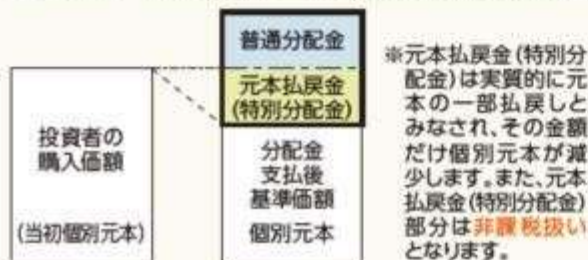 普通分配金
元本払戻金
(特別分配金)
投資者の
購入価額
(当初個別元本)
分配金
支払後
基準価額
個別元本
※元本払戻金(特別分
配金)は実質的に元
本の一部払戻しと
みなされ、その金額
だけ個別元本が減
少します。また、元本
払戻金(特別分配金)
部分は非課税扱い
となります。